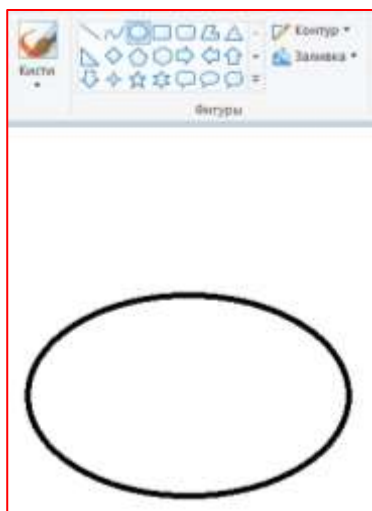 Контур
Кисти
Заливка
Фигуры